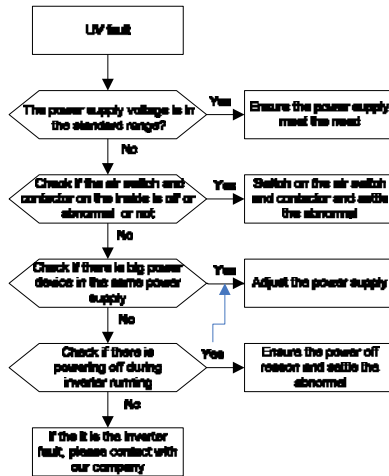 UV fault
The power supply voltage is in
the standard range?
Yes
Ensure the power supply
meet the need
No
Check if the air switch and
contactor on the inside is off or
abnormal or not
Yes
Switch on the air switch
and contactor and settle
the abnormal
No
Check if there is big power
device in the same power
supply
Yes
Adjust the power supply
No
Check if there is
powering off during
inverter running
Yes
Ensure the power off
reason and settle the
abnormal
No
If the it is the inverter
fault, please contact with
our company